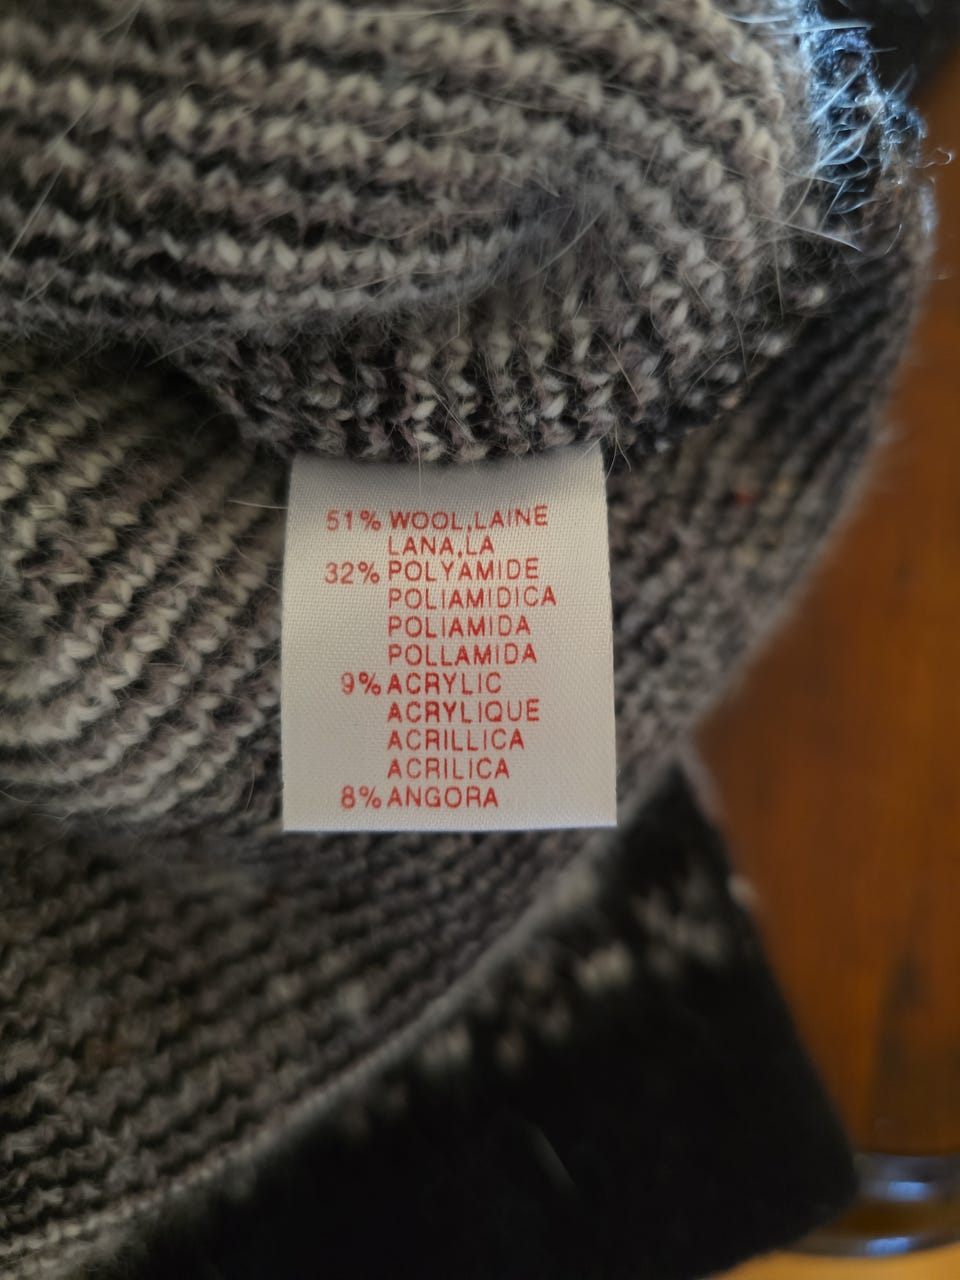 51% WOOL,LAINE
LANA,LA
32% POLYAMIDE
POLIAMIDICA
POLIAMIDA
POLLAMIDA
9% ACRYLIC
ACRYLIQUE
ACRILLICA
ACRILICA
8% ANGORA